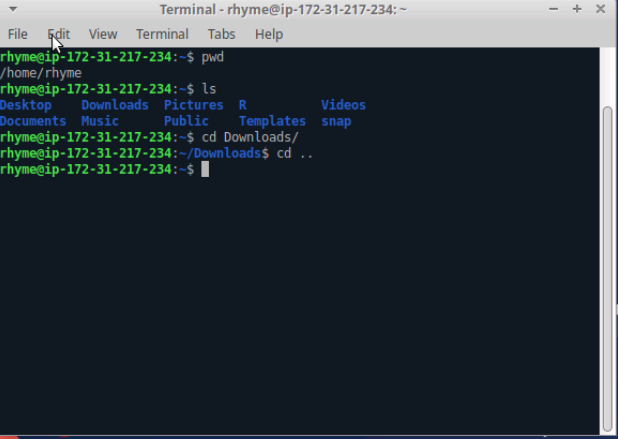 Terminal - rhyme@ip-172-31-217-234: ~
File Edit View Terminal Tabs Help
rhyme@ip-172-31-217-234:~$ pwd
/home/rhyme
rhyme@ip-172-31-217-234:~$ ls
Desktop Downloads Pictures R Videos
Documents Music Public Templates snap
rhyme@ip-172-31-217-234:~$ cd Downloads/
rhyme@ip-172-31-217-234:~/Downloads$ cd ..
rhyme@ip-172-31-217-234:~$